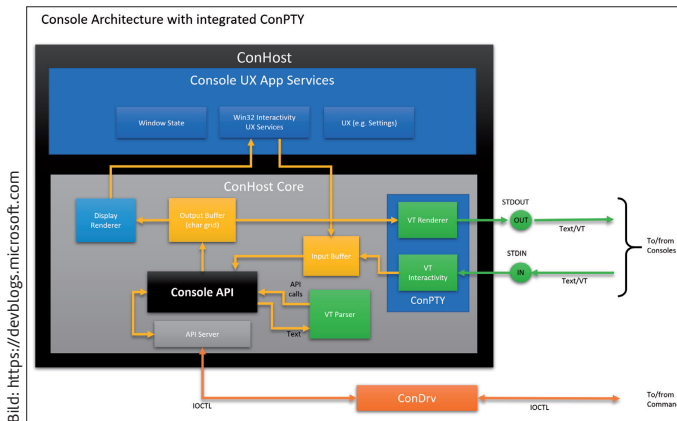 Console Architecture with integrated ConPTY
ConHost
Console UX App Services
Window State
Win32 Interactivity
UX Services
UX (e.g. Settings)
ConHost Core
Display
Renderer
Output Buffer
(char grid)
VT Renderer
STDOUT
OUT
Text/VT
Input Buffer
VT
Interactivity
STDIN
IN
Text/VT
ConPTY
To/from
Consoles
Console API
API
calls
VT Parser
Text
API Server
IOCTL
ConDrv
IOCTL
To/from
Comman
Bild: https://devblogs.microsoft.com